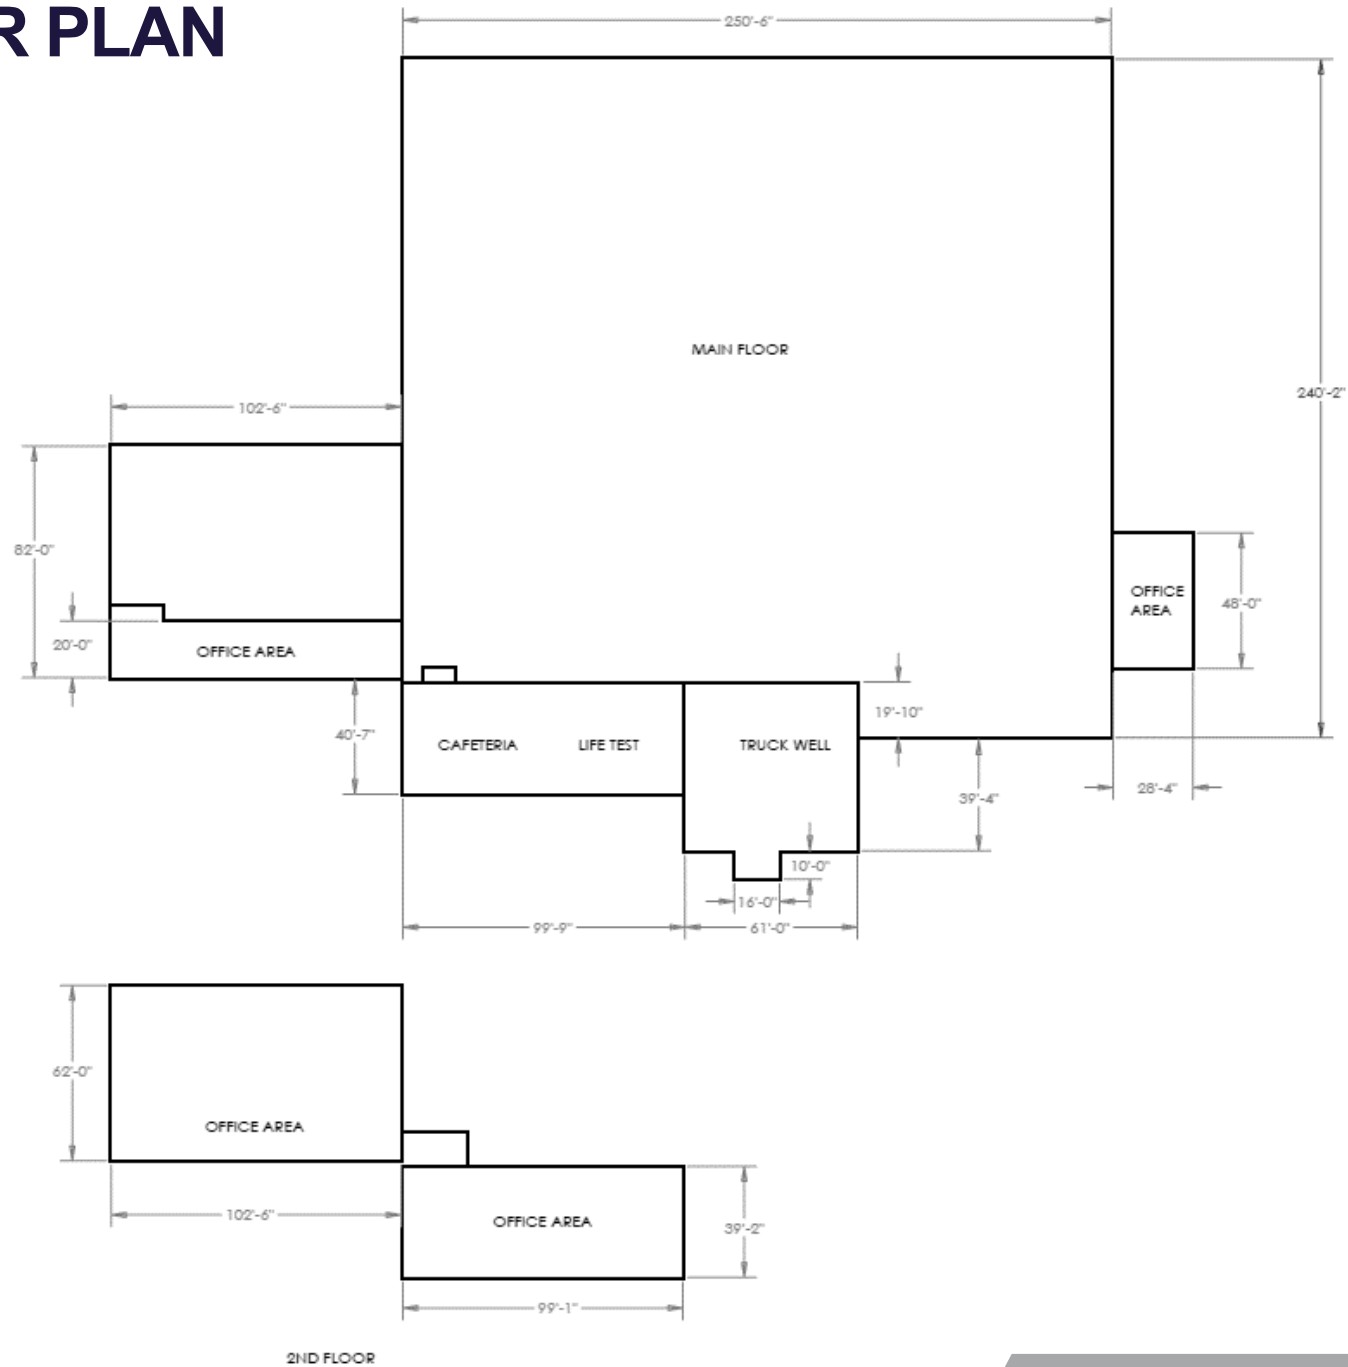 R PLAN
250'-6"
MAIN FLOOR
240'-2"
102'-6"
82'-0"
OFFICE
AREA
48'-0"
20'-0"
OFFICE AREA
19'-10"
40'-7"
CAFETERIA
LIFE TEST
TRUCK WELL
39'-4"
28'-4"
10'-0"
16'-0"
99'-9"
61'-0"
62'-0"
OFFICE AREA
102'-6"
OFFICE AREA
39'-2"
99'-1"
2ND FLOOR